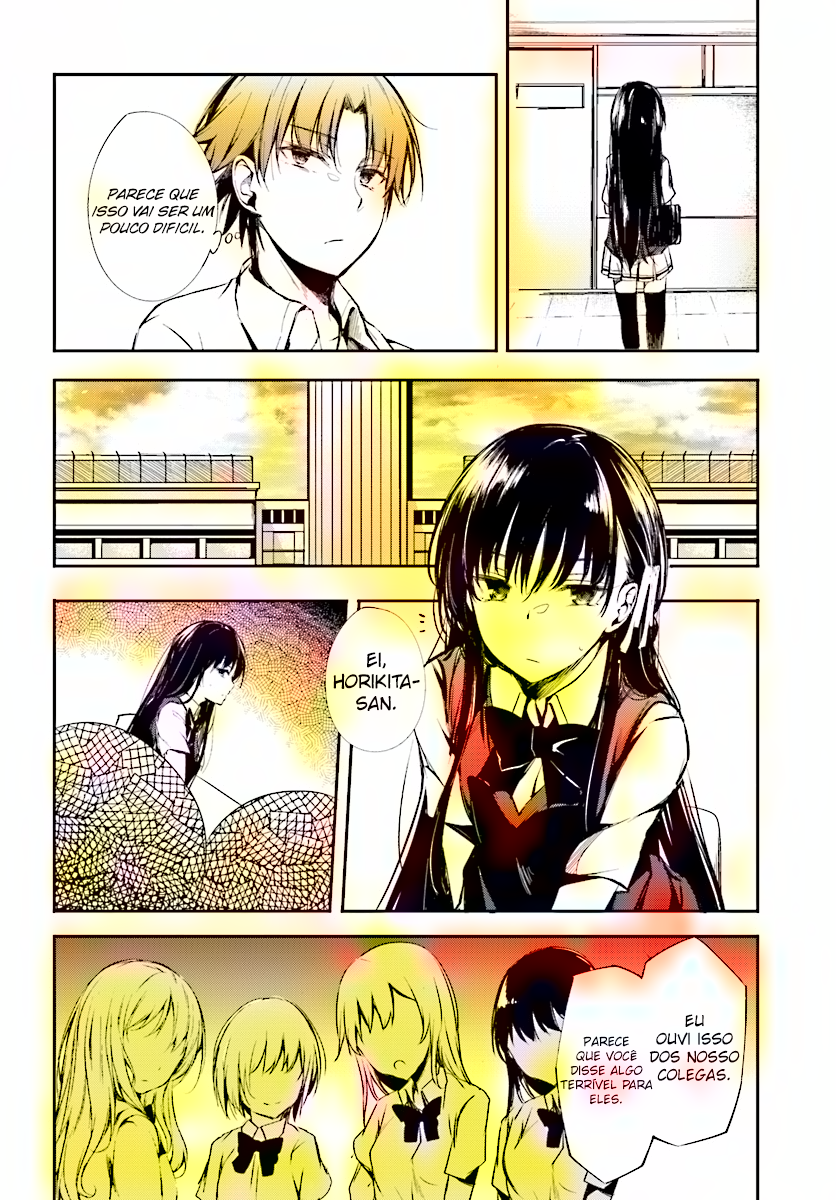 PARECE QUE
ISSO VAI SER UM
POUCO DIFICIL.
EI,
HORIKITA-
SAN.
EU
OUVI ISSO
DOS NOSSO
COLEGAS.
PARECE
QUE VOCÊ
DISSE ALGO
TERRÍVEL PARA
ELES.